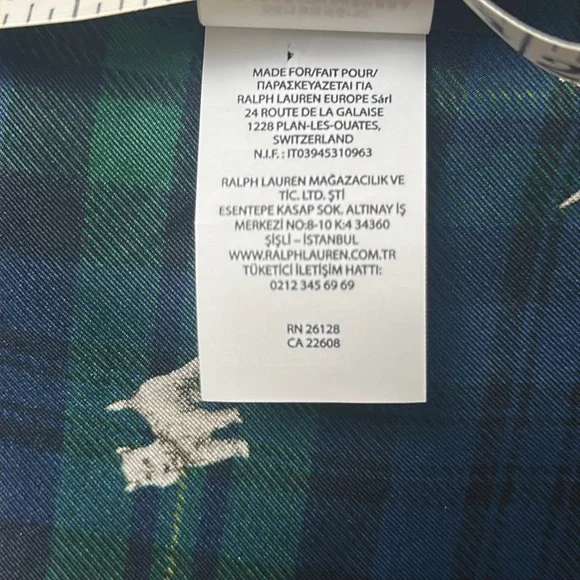 MADE FOR/FAIT POUR/
ΠΑΡΑΣΚΕΥΑΖΕΤΑΙ ΓΙΑ
RALPH LAUREN EUROPE Sárl
24 ROUTE DE LA GALAISE
1228 PLAN-LES-OUATES,
SWITZERLAND
N.I.F. : IT03945310963
RALPH LAUREN MAĞAZACILIK VE
TİC. LTD. ŞTİ
ESENTEPE KASAP SOK. ALTINAY İŞ
MERKEZİ NO:8-10 K:4 34360
ŞİŞLİ – İSTANBUL
WWW.RALPHLAUREN.COM.TR
TÜKETİCİ İLETİŞİM HATTI:
0212 345 69 69
RN 26128
CA 22608